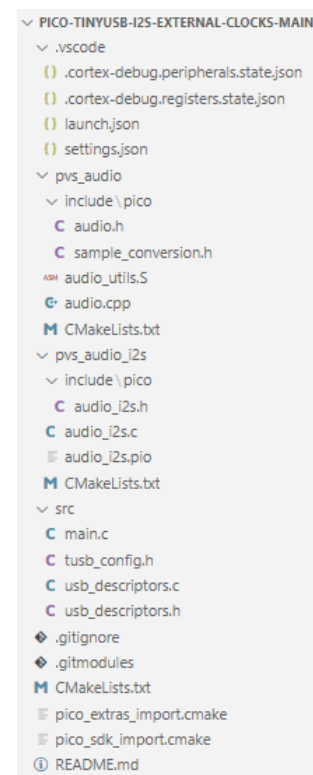 PICO-TINYUSB-I2S-EXTERNAL-CLOCKS-MAIN
.vscode
{} .cortex-debug.peripherals.state.json
{} .cortex-debug.registers.state.json
{} launch.json
{} settings.json
pvs_audio
include\pico
C audio.h
C sample_conversion.h
ASM audio_utils.S
C+ audio.cpp
M CMakeLists.txt
pvs_audio_i2s
include\pico
C audio_i2s.h
C audio_i2s.c
audio_i2s.pio
M CMakeLists.txt
src
C main.c
C tusb_config.h
C usb_descriptors.c
C usb_descriptors.h
.gitignore
.gitmodules
M CMakeLists.txt
pico_extras_import.cmake
pico_sdk_import.cmake
README.md